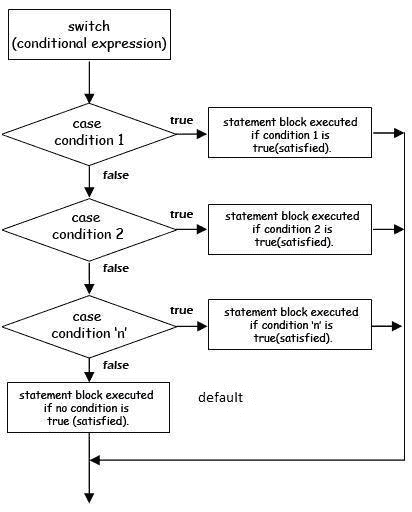 switch
(conditional expression)
case
condition 1
true
statement block executed
if condition 1 is
true(satisfied).
false
case
condition 2
true
statement block executed
if condition 2 is
true(satisfied).
false
case
condition 'n'
true
statement block executed
if condition 'n' is
true(satisfied).
false
statement block executed
if no condition is
true (satisfied).
default